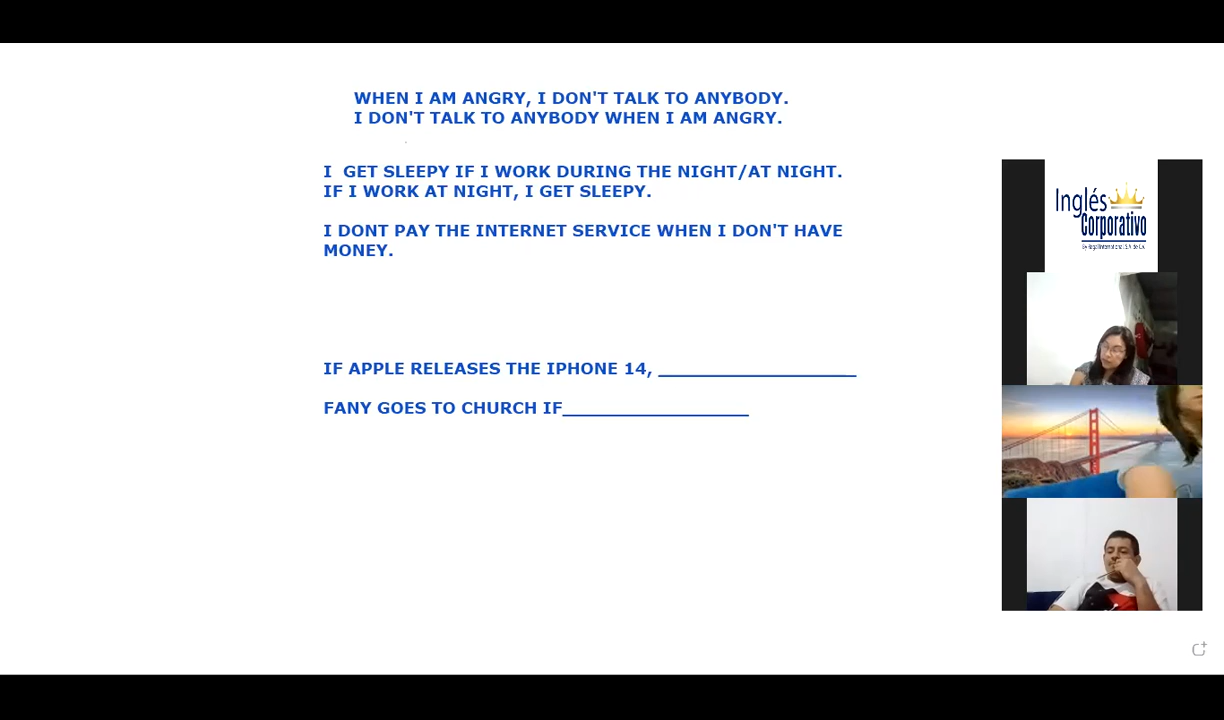 WHEN I AM ANGRY, I DON'T TALK TO ANYBODY.
I DON'T TALK TO ANYBODY WHEN I AM ANGRY.
I GET SLEEPY IF I WORK DURING THE NIGHT/AT NIGHT.
IF I WORK AT NIGHT, I GET SLEEPY.
I DONT PAY THE INTERNET SERVICE WHEN I DON'T HAVE
MONEY.
IF APPLE RELEASES THE IPHONE 14, __________________
FANY GOES TO CHURCH IF__________________
Inglés
Corporativo